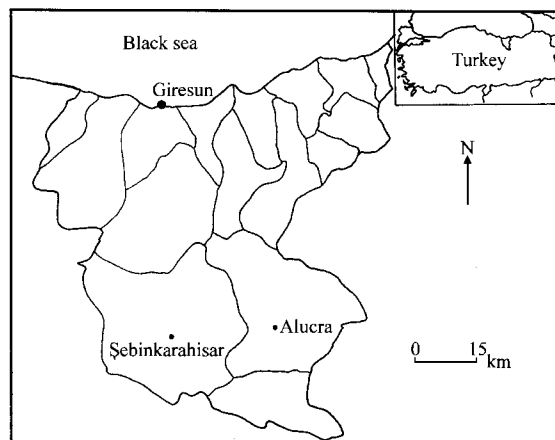 Black sea
Turkey
Giresun
N
Şebinkarahisar
Alucra
0 15
km